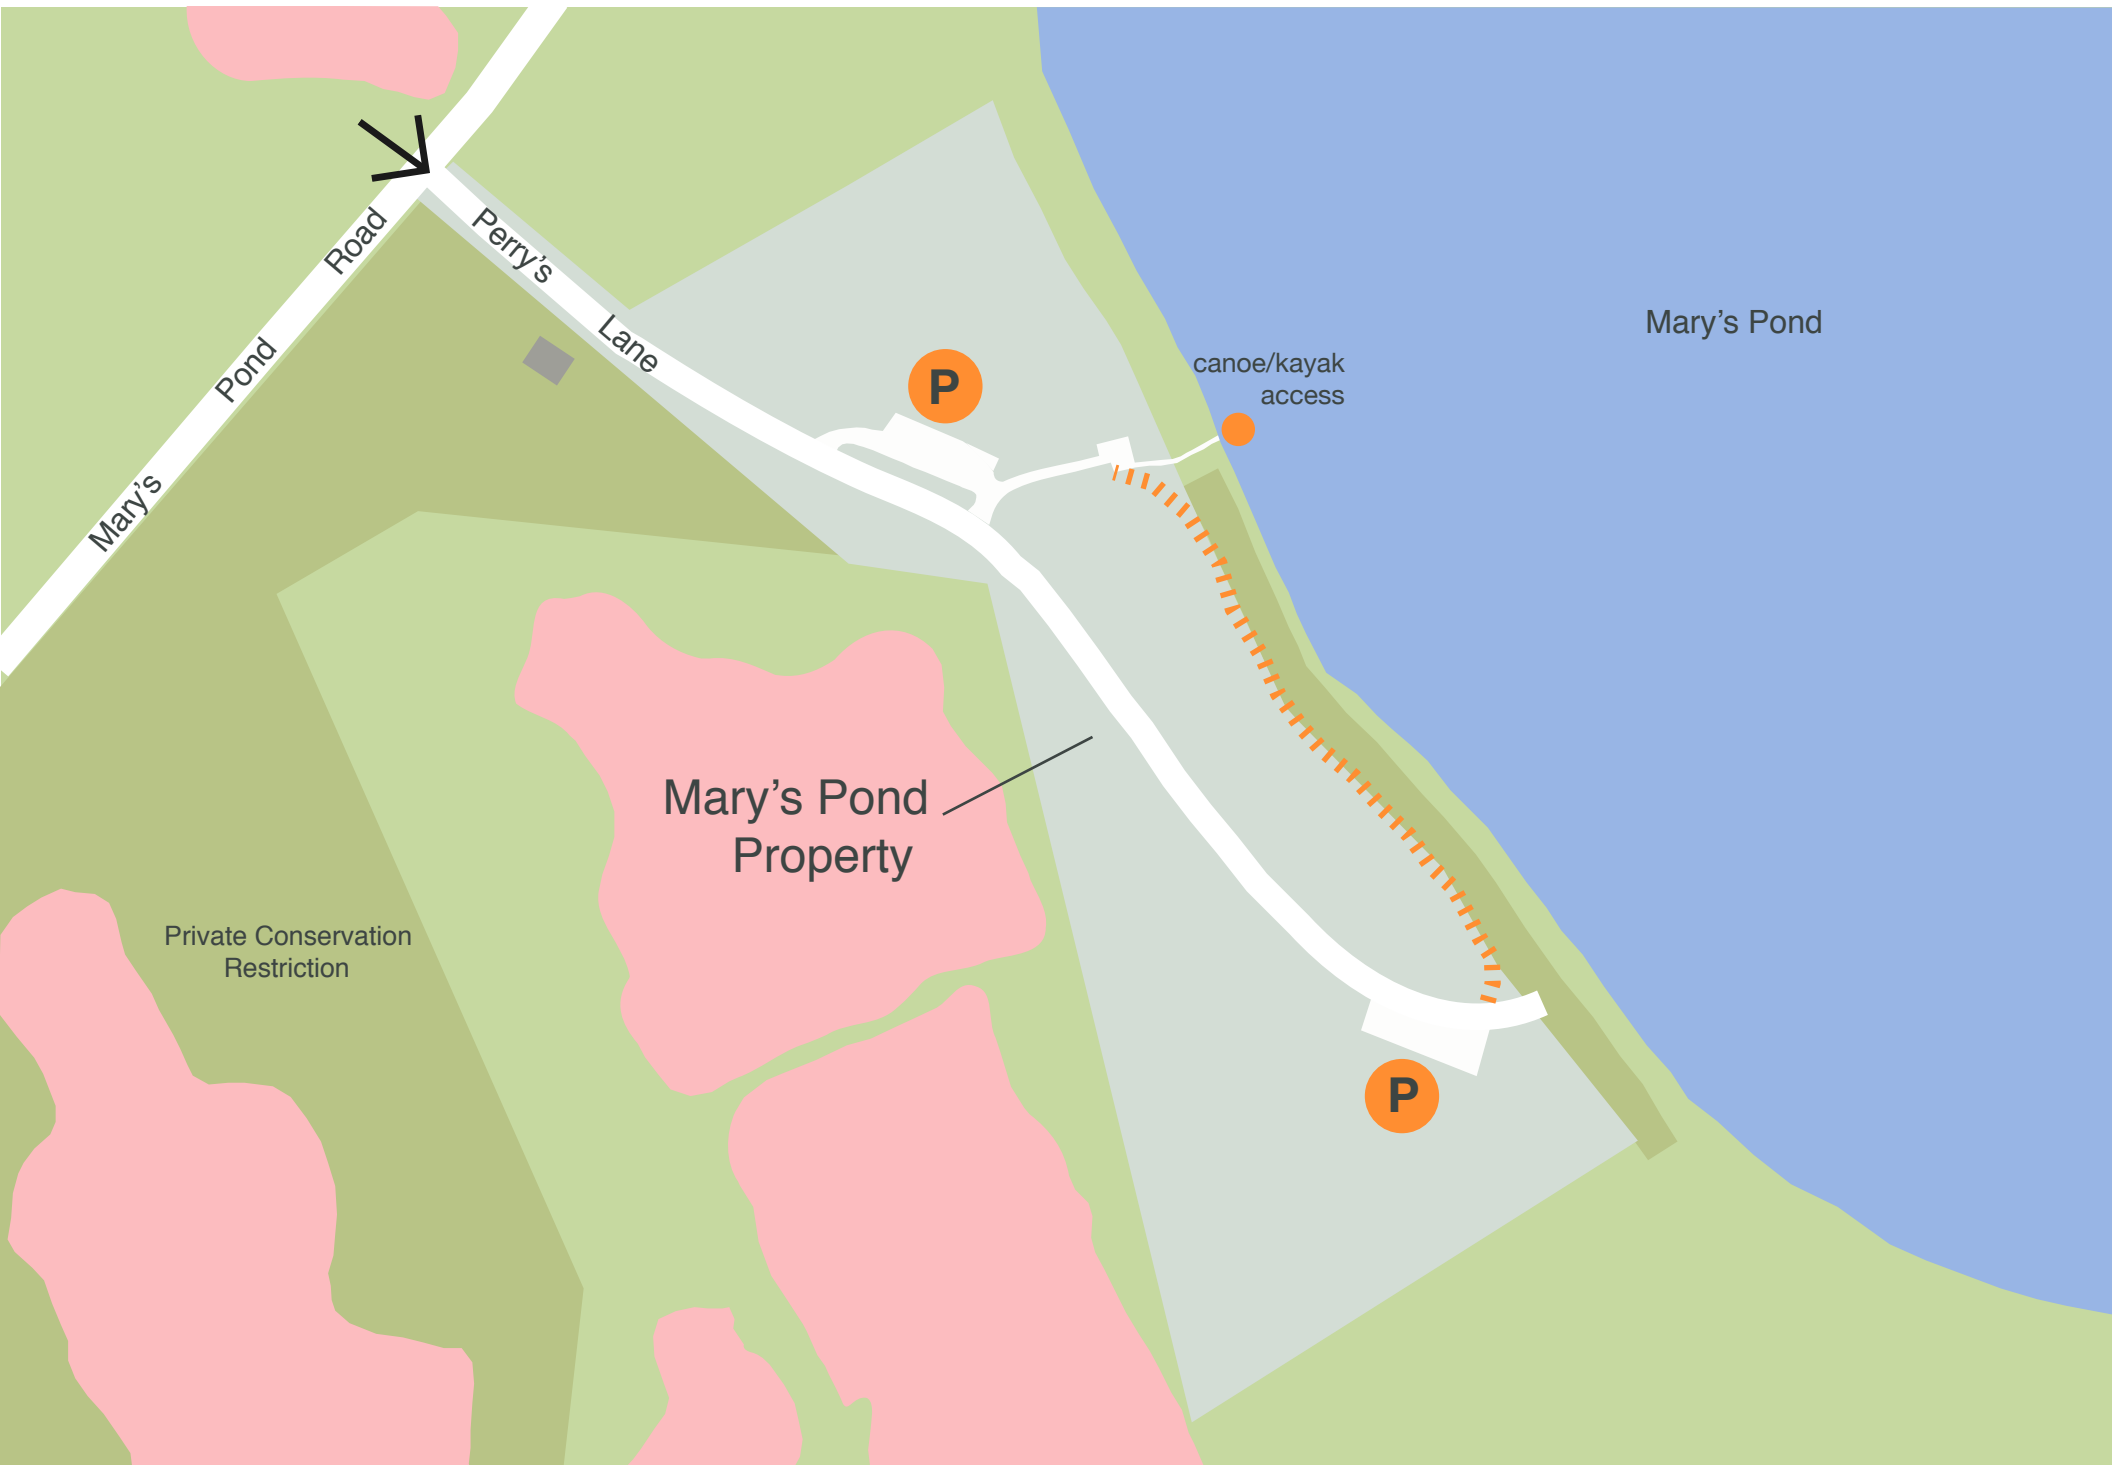 Mary's Pond Road
Perry's Lane
P
canoe/kayak
access
Mary's Pond
Mary's Pond
Property
Private Conservation
Restriction
P